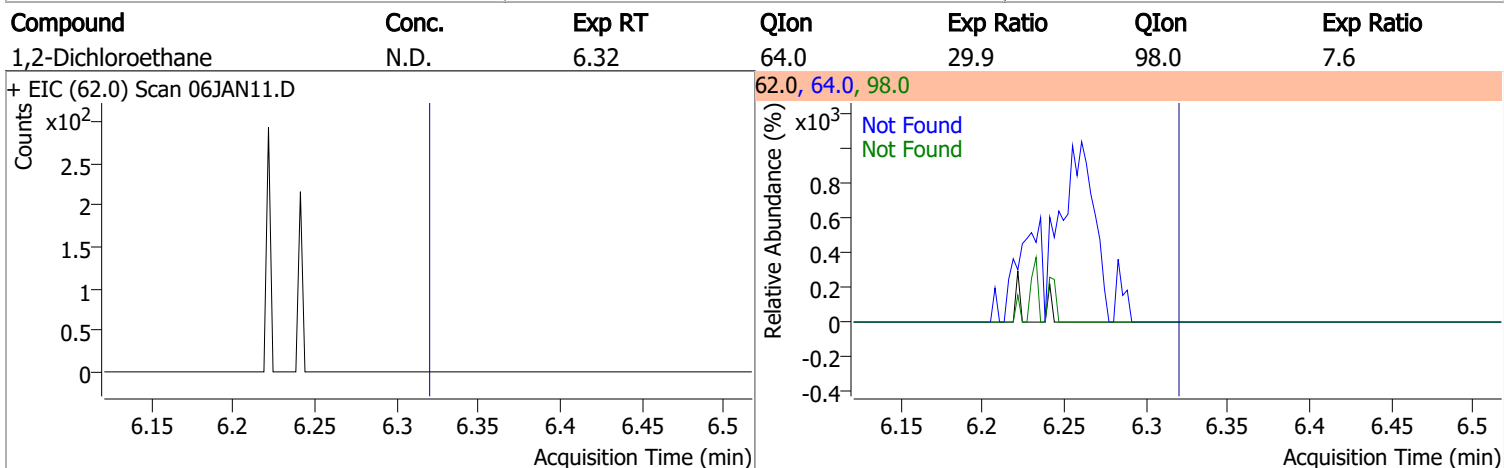 Compound Conc. Exp RT QIon Exp Ratio QIon Exp Ratio
1,2-Dichloroethane N.D. 6.32 64.0 29.9 98.0 7.6
+ EIC (62.0) Scan 06JAN11.D
Counts
x10²
2.5
2
1.5
1
0.5
0
6.15 6.2 6.25 6.3 6.35 6.4 6.45 6.5
Acquisition Time (min)
62.0, 64.0, 98.0
Relative Abundance (%)
x10³
Not Found
Not Found
0.8
0.6
0.4
0.2
0
-0.2
-0.4
6.15 6.2 6.25 6.3 6.35 6.4 6.45 6.5
Acquisition Time (min)